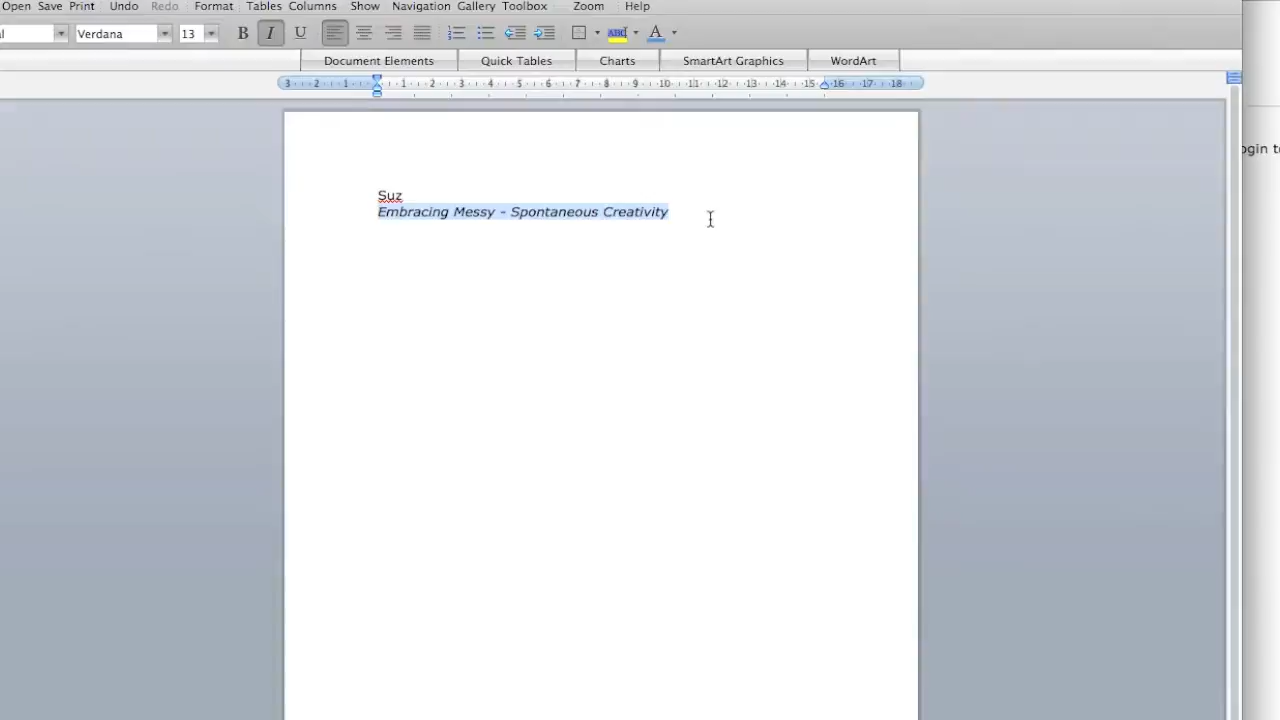 Open Save Print Undo Redo Format Tables Columns Show Navigation Gallery Toolbox Zoom Help
Verdana 13 B I U ABC A
Document Elements Quick Tables Charts SmartArt Graphics WordArt
3 2 1 1 2 3 4 5 6 7 8 9 10 11 12 13 14 15 16 17 18
Suz
Embracing Messy - Spontaneous Creativity